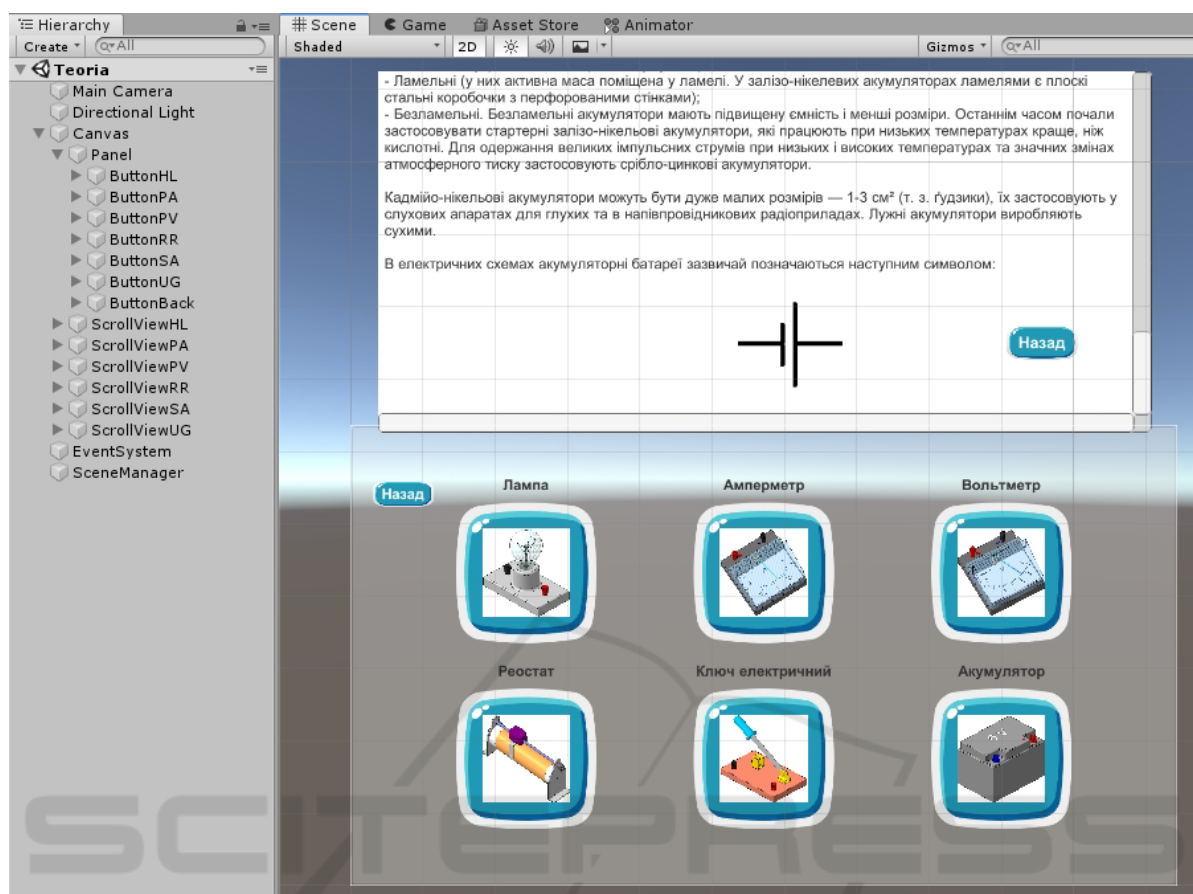 Hierarchy
Create All
Teoria
Main Camera
Directional Light
Canvas
Panel
ButtonHL
ButtonPA
ButtonPV
ButtonRR
ButtonSA
ButtonUG
ButtonBack
ScrollViewHL
ScrollViewPA
ScrollViewPV
ScrollViewRR
ScrollViewSA
ScrollViewUG
EventSystem
SceneManager
Scene Game Asset Store Animator
Shaded 2D Gizmos All
- Ламельні (у них активна маса поміщена у ламелі. У залізо-нікелевих акумуляторах ламелями є плоскі
стальні коробочки з перфорованими стінками);
- Безламельні. Безламельні акумулятори мають підвищену ємність і менші розміри. Останнім часом почали
застосовувати стартерні залізо-нікельові акумулятори, які працюють при низьких температурах краще, ніж
кислотні. Для одержання великих імпульсних струмів при низьких і високих температурах та значних змінах
атмосферного тиску застосовують срібло-цинкові акумулятори.
Кадмійо-нікельові акумулятори можуть бути дуже малих розмірів — 1-3 см² (т. з. ґудзики), їх застосовують у
слухових апаратах для глухих та в напівпровідникових радіоприладах. Лужні акумулятори виробляють
сухими.
В електричних схемах акумуляторні батареї зазвичай позначаються наступним символом:
Назад
Назад
Лампа Амперметр Вольтметр
Реостат Ключ електричний Акумулятор
SCITEPRESS